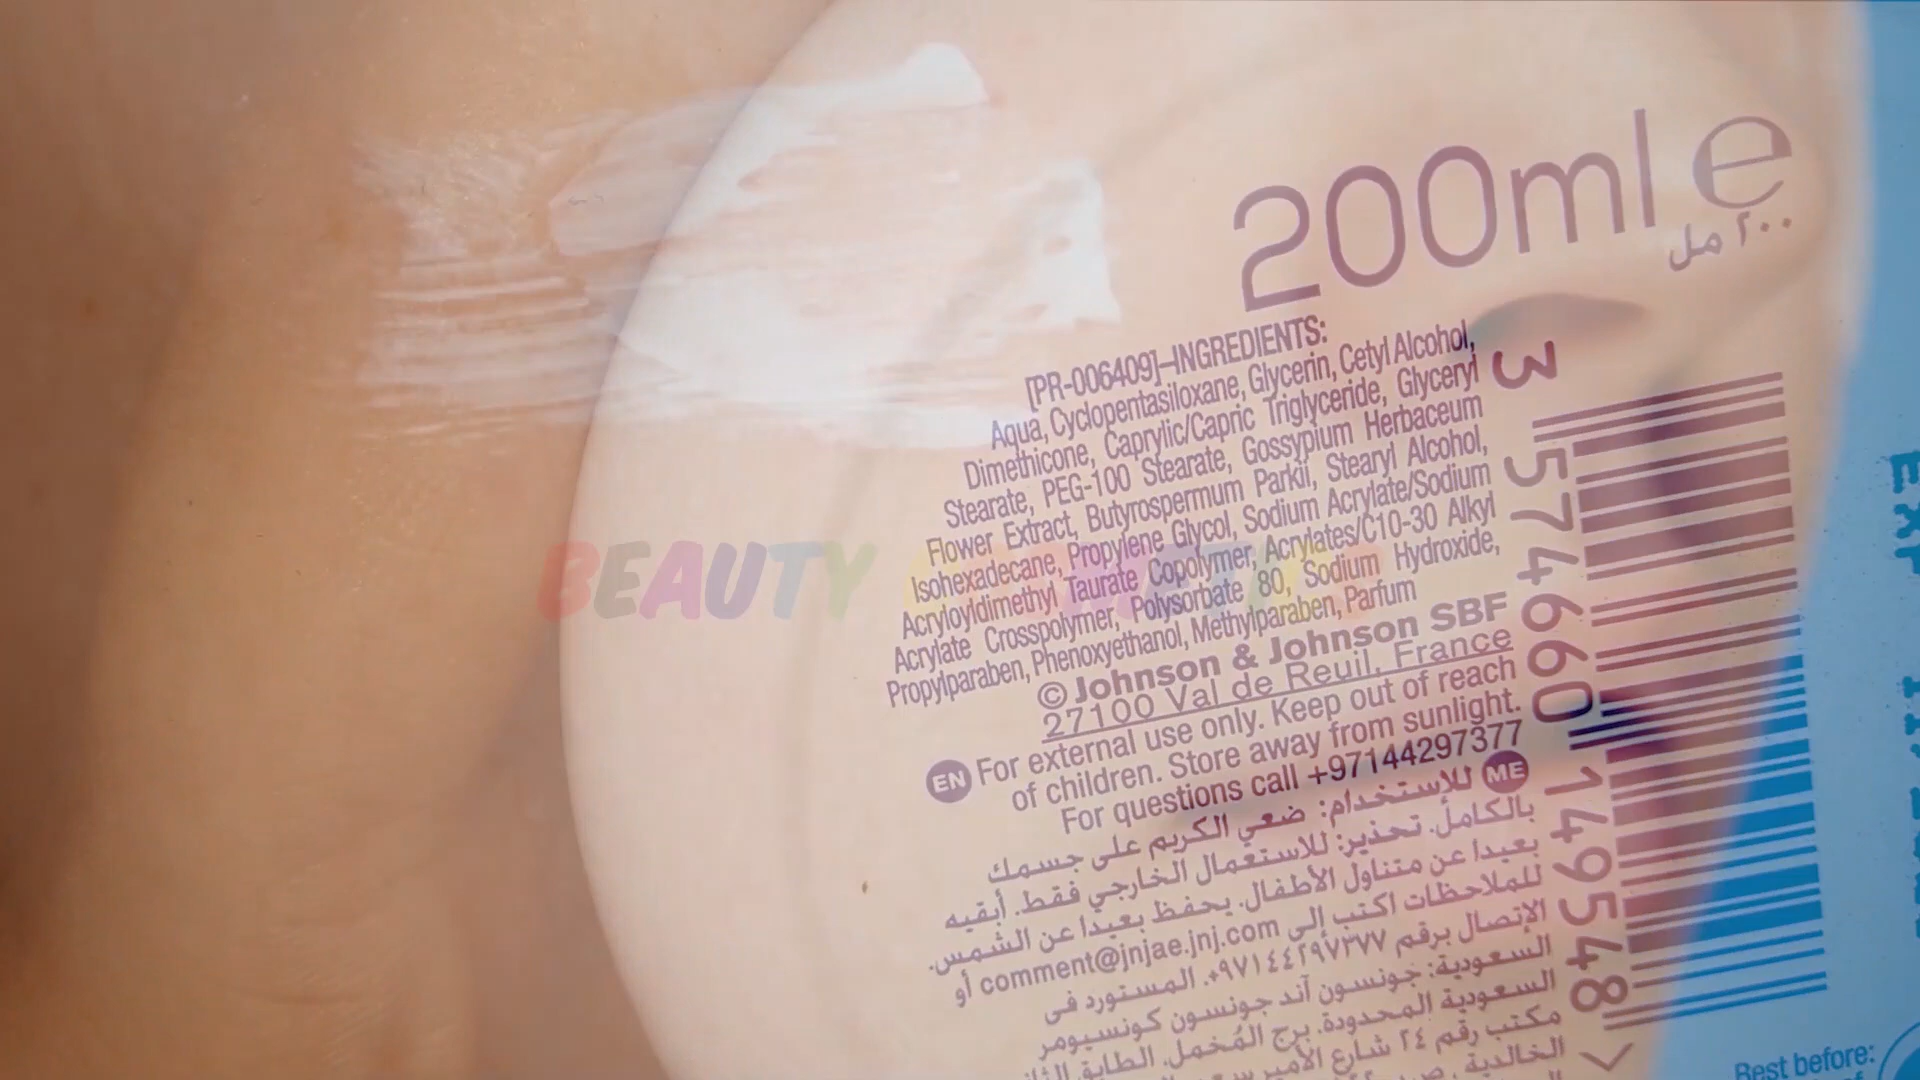 200ml e
٢٠٠ مل
[PR-006409]–INGREDIENTS:
Aqua, Cyclopentasiloxane, Glycerin, Cetyl Alcohol,
Dimethicone, Caprylic/Capric Triglyceride, Glyceryl
Stearate, PEG-100 Stearate, Gossypium Herbaceum
Flower Extract, Butyrospermum Parkii, Stearyl Alcohol,
Isohexadecane, Propylene Glycol, Sodium Acrylate/Sodium
Acryloyldimethyl Taurate Copolymer, Acrylates/C10-30 Alkyl
Acrylate Crosspolymer, Polysorbate 80, Sodium Hydroxide,
Propylparaben, Phenoxyethanol, Methylparaben, Parfum
© Johnson & Johnson SBF
27100 Val de Reuil, France
EN For external use only. Keep out of reach
of children. Store away from sunlight.
For questions call +97144297377
ME للإستخدام: ضعي الكريم على جسمك
بالكامل. تحذير: للاستعمال الخارجي فقط. أبقيه
بعيدا عن متناول الأطفال. يحفظ بعيدا عن الشمس.
للملاحظات اكتب إلى comment@jnjae.jnj.com أو
الإتصال برقم ٩٧١٤٤٢٩٧٣٧٧+. المستورد في
السعودية: جونسون آند جونسون كونسيومر
السعودية المحدودة. برج المُخمل. الطابق
مكتب رقم ٢٤ شارع الأمير
الخالدية
3 574660 149548 >
EXP
Best before:
BEAUTY